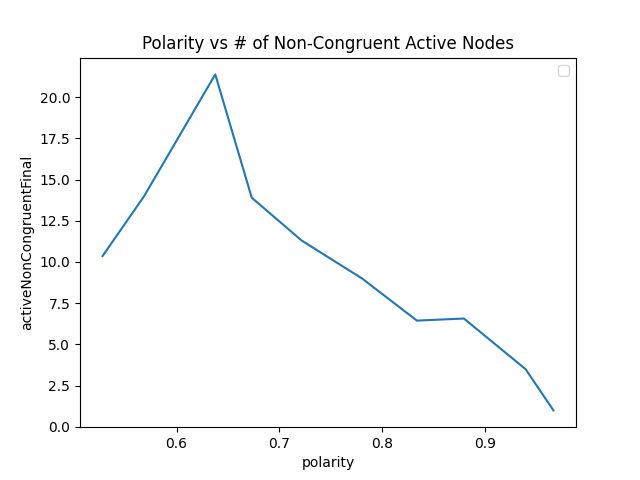 Polarity vs # of Non-Congruent Active Nodes
20.0
17.5
15.0
12.5
10.0
7.5
5.0
2.5
0.0
activeNonCongruentFinal
0.6 0.7 0.8 0.9
polarity